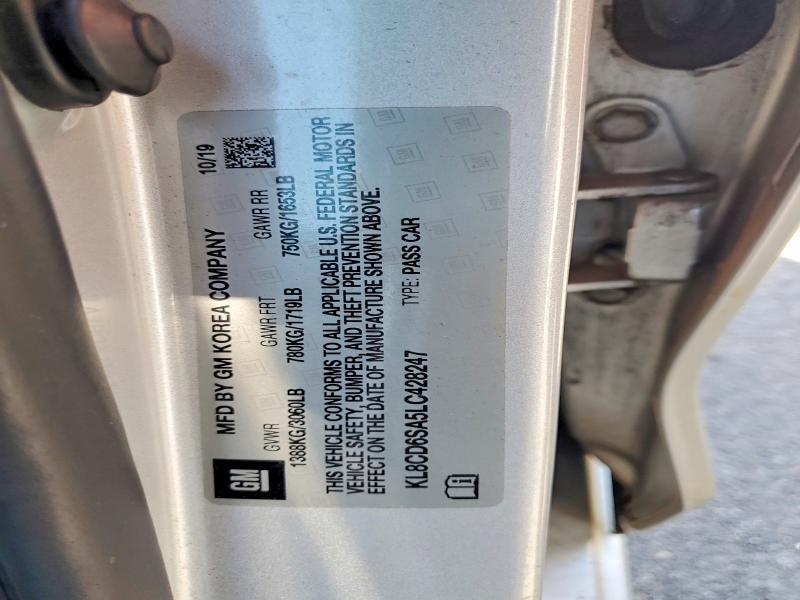 MFD BY GM KOREA COMPANY 10/19
GM
GVWR GAWR FRT GAWR RR
1388KG/3060LB 780KG/1719LB 750KG/1653LB
THIS VEHICLE CONFORMS TO ALL APPLICABLE U.S. FEDERAL MOTOR
VEHICLE SAFETY, BUMPER, AND THEFT PREVENTION STANDARDS IN
EFFECT ON THE DATE OF MANUFACTURE SHOWN ABOVE.
KL8CD6SA5LC428247 TYPE: PASS CAR